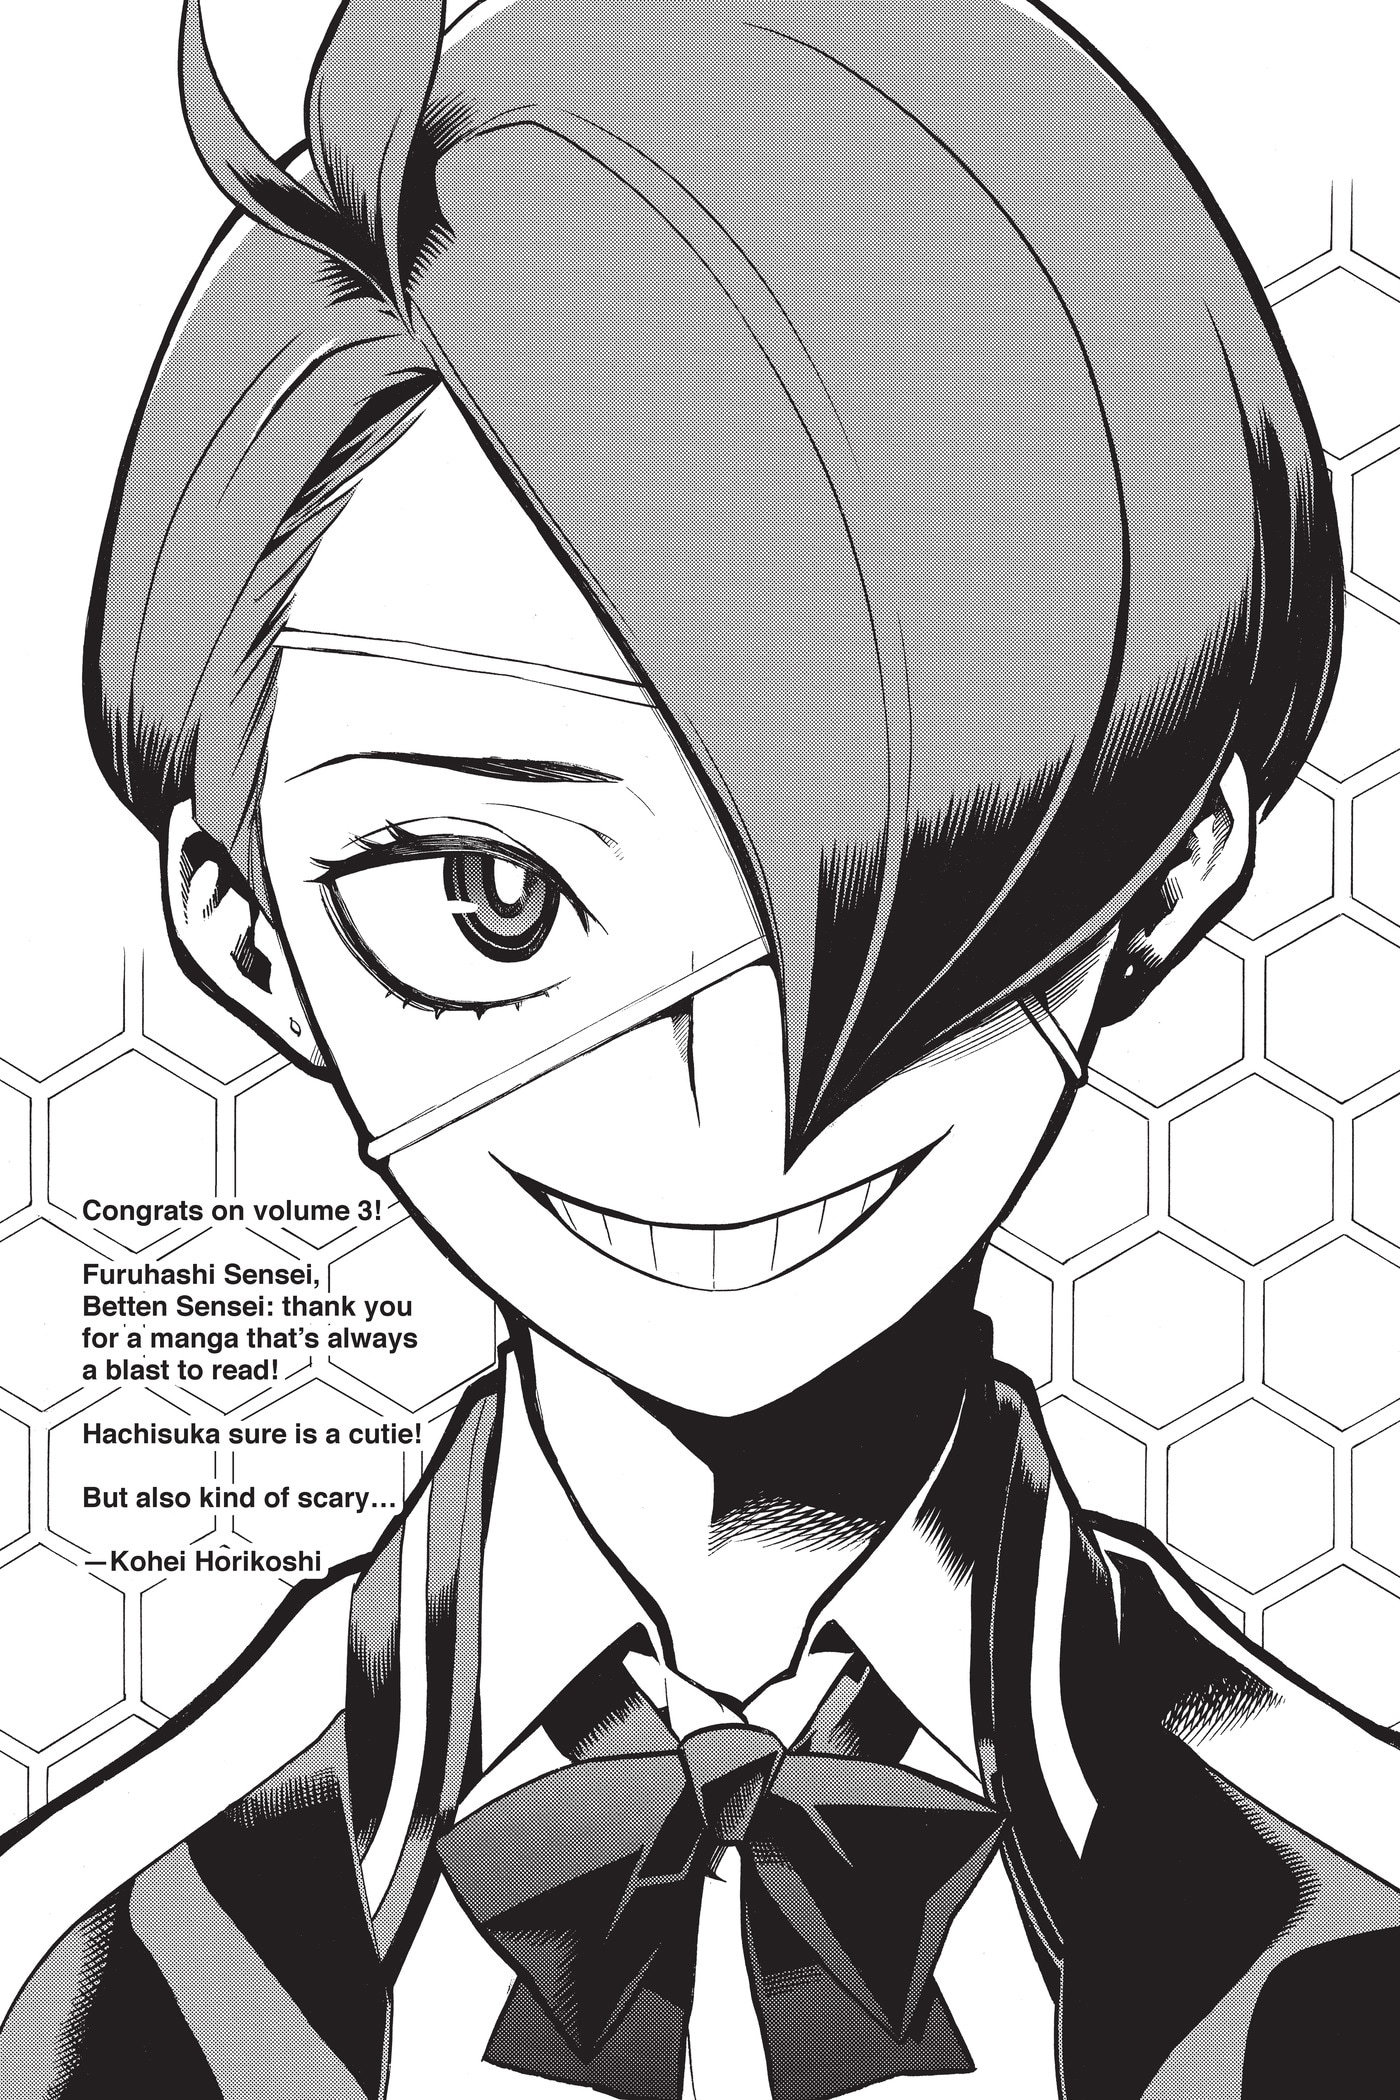 Congrats on volume 3!
Furuhashi Sensei,
Betten Sensei: thank you
for a manga that’s always
a blast to read!
Hachisuka sure is a cutie!
But also kind of scary…
—Kohei Horikoshi